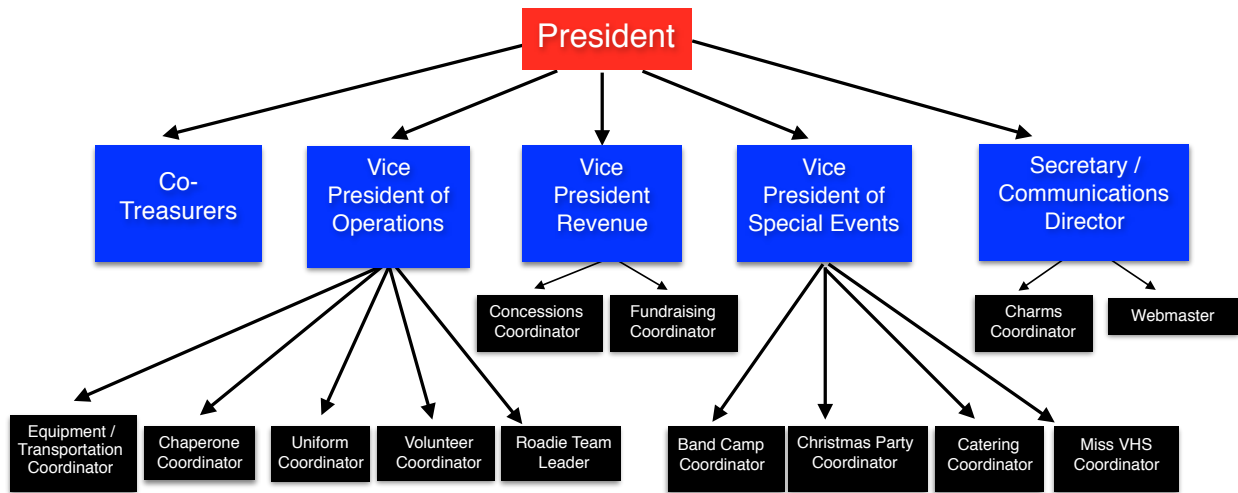 President
Co-
Treasurers
Vice
President of
Operations
Vice
President
Revenue
Vice
President of
Special Events
Secretary /
Communications
Director
Concessions
Coordinator
Fundraising
Coordinator
Charms
Coordinator
Webmaster
Equipment /
Transportation
Coordinator
Chaperone
Coordinator
Uniform
Coordinator
Volunteer
Coordinator
Roadie Team
Leader
Band Camp
Coordinator
Christmas Party
Coordinator
Catering
Coordinator
Miss VHS
Coordinator